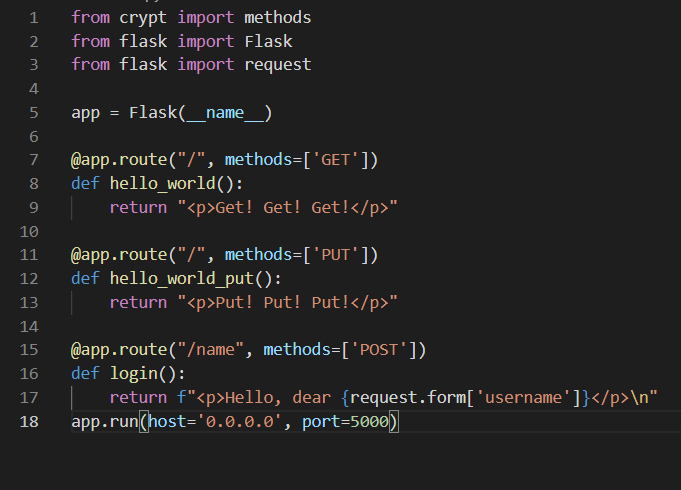 1 from crypt import methods
2 from flask import Flask
3 from flask import request
4
5 app = Flask(__name__)
6
7 @app.route("/", methods=['GET'])
8 def hello_world():
9     return "<p>Get! Get! Get!</p>"
10
11 @app.route("/", methods=['PUT'])
12 def hello_world_put():
13     return "<p>Put! Put! Put!</p>"
14
15 @app.route("/name", methods=['POST'])
16 def login():
17     return f"<p>Hello, dear {request.form['username']}</p>\n"
18 app.run(host='0.0.0.0', port=5000)